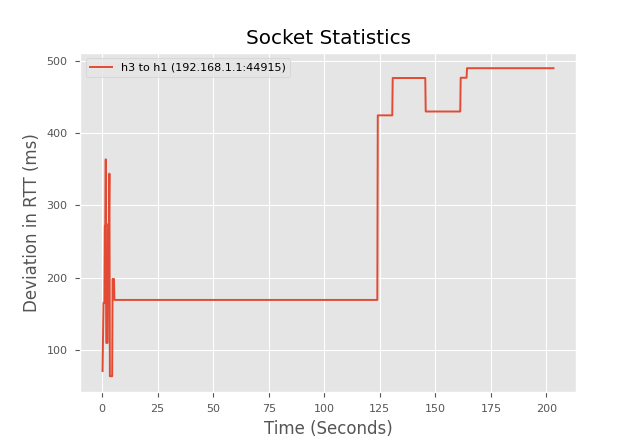 Socket Statistics
h3 to h1 (192.168.1.1:44915)
Deviation in RTT (ms)
500
400
300
200
100
0 25 50 75 100 125 150 175 200
Time (Seconds)